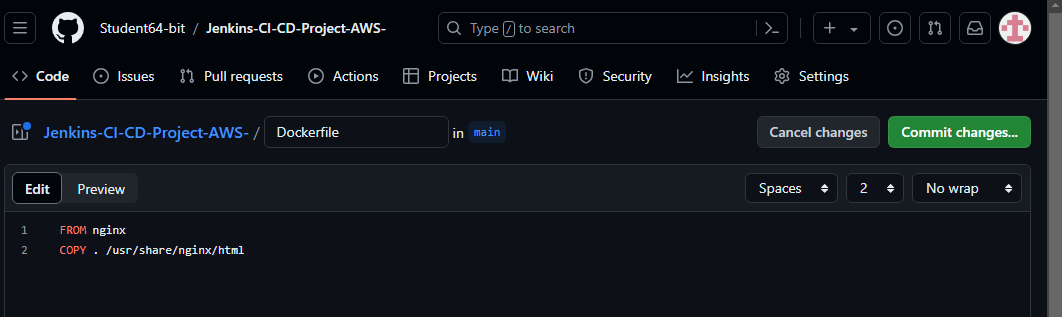 Student64-bit / Jenkins-CI-CD-Project-AWS- Type / to search
Code Issues Pull requests Actions Projects Wiki Security Insights Settings
Jenkins-CI-CD-Project-AWS- / Dockerfile in main Cancel changes Commit changes...
Edit Preview Spaces 2 No wrap
1 FROM nginx
2 COPY . /usr/share/nginx/html